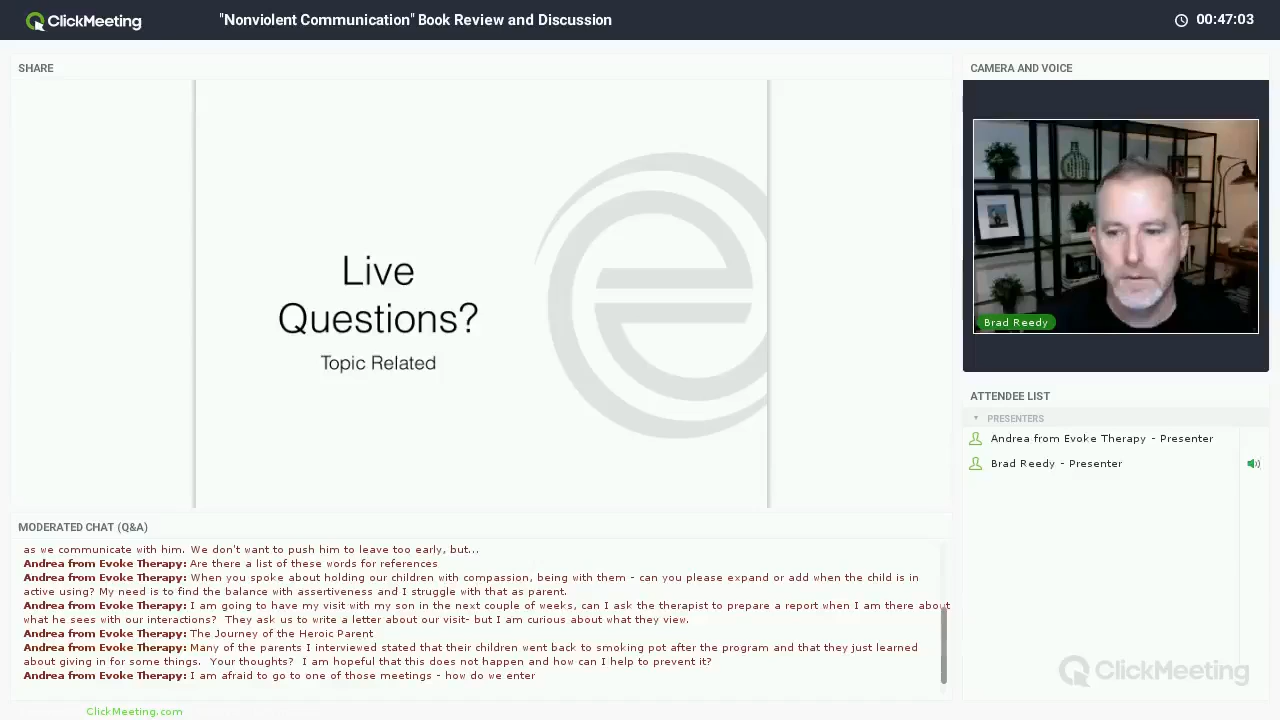 ClickMeeting
"Nonviolent Communication" Book Review and Discussion
00:47:03
SHARE
CAMERA AND VOICE
Live
Questions?
Topic Related
Brad Reedy
ATTENDEE LIST
PRESENTERS
Andrea from Evoke Therapy - Presenter
Brad Reedy - Presenter
MODERATED CHAT (Q&A)
as we communicate with him. We don't want to push him to leave too early, but...
Andrea from Evoke Therapy: Are there a list of these words for references
Andrea from Evoke Therapy: When you spoke about holding our children with compassion, being with them - can you please expand or add when the child is in
active using? My need is to find the balance with assertiveness and I struggle with that as parent.
Andrea from Evoke Therapy: I am going to have my visit with my son in the next couple of weeks, can I ask the therapist to prepare a report when I am there about
what he sees with our interactions? They ask us to write a letter about our visit- but I am curious about what they view.
Andrea from Evoke Therapy: The Journey of the Heroic Parent
Andrea from Evoke Therapy: Many of the parents I interviewed stated that their children went back to smoking pot after the program and that they just learned
about giving in for some things. Your thoughts? I am hopeful that this does not happen and how can I help to prevent it?
Andrea from Evoke Therapy: I am afraid to go to one of those meetings - how do we enter
ClickMeeting
ClickMeeting.com